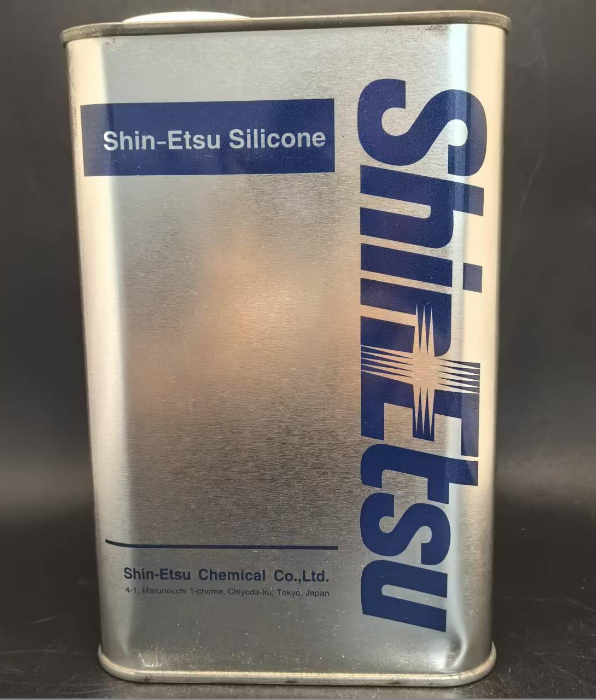 Shin-Etsu Silicone
ShinEtsu
Shin-Etsu Chemical Co.,Ltd.
4-1, Marunouchi 1-chome, Chiyoda-ku, Tokyo, Japan